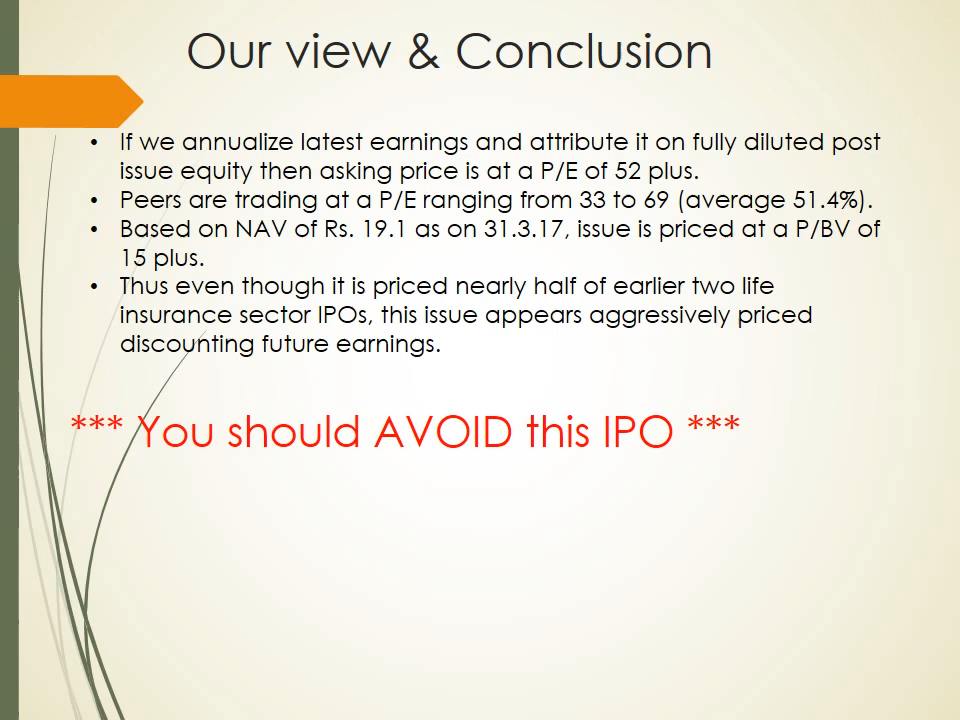 Our view & Conclusion
• If we annualize latest earnings and attribute it on fully diluted post
issue equity then asking price is at a P/E of 52 plus.
• Peers are trading at a P/E ranging from 33 to 69 (average 51.4%).
• Based on NAV of Rs. 19.1 as on 31.3.17, issue is priced at a P/BV of
15 plus.
• Thus even though it is priced nearly half of earlier two life
insurance sector IPOs, this issue appears aggressively priced
discounting future earnings.
*** You should AVOID this IPO ***